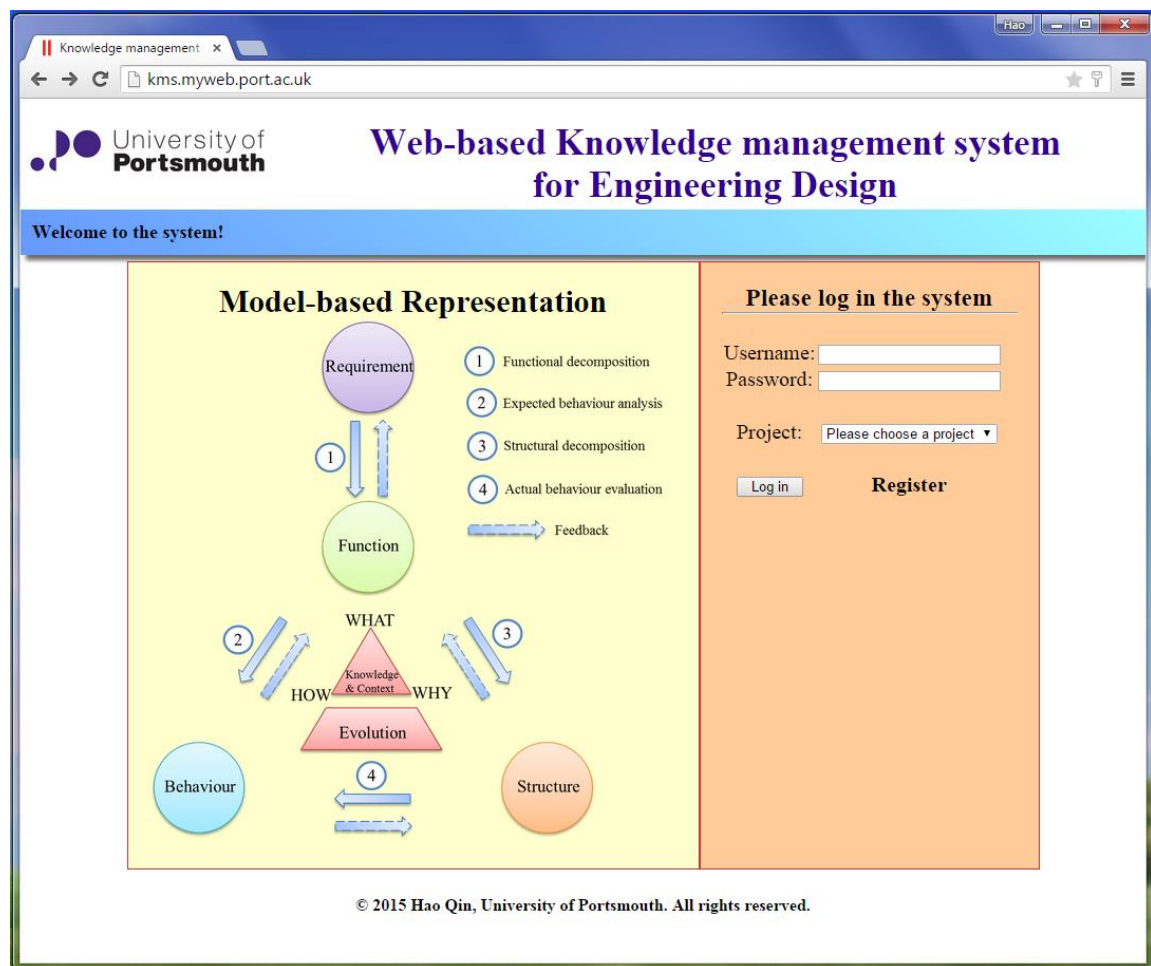 Hao
Knowledge management
kms.myweb.port.ac.uk
University of
Portsmouth
Web-based Knowledge management system
for Engineering Design
Welcome to the system!
Model-based Representation
Requirement
1 Functional decomposition
2 Expected behaviour analysis
3 Structural decomposition
4 Actual behaviour evaluation
Feedback
1
Function
WHAT
2
3
Knowledge
& Context
HOW
WHY
Evolution
Behaviour
4
Structure
Please log in the system
Username:
Password:
Project: Please choose a project
Log in Register
© 2015 Hao Qin, University of Portsmouth. All rights reserved.